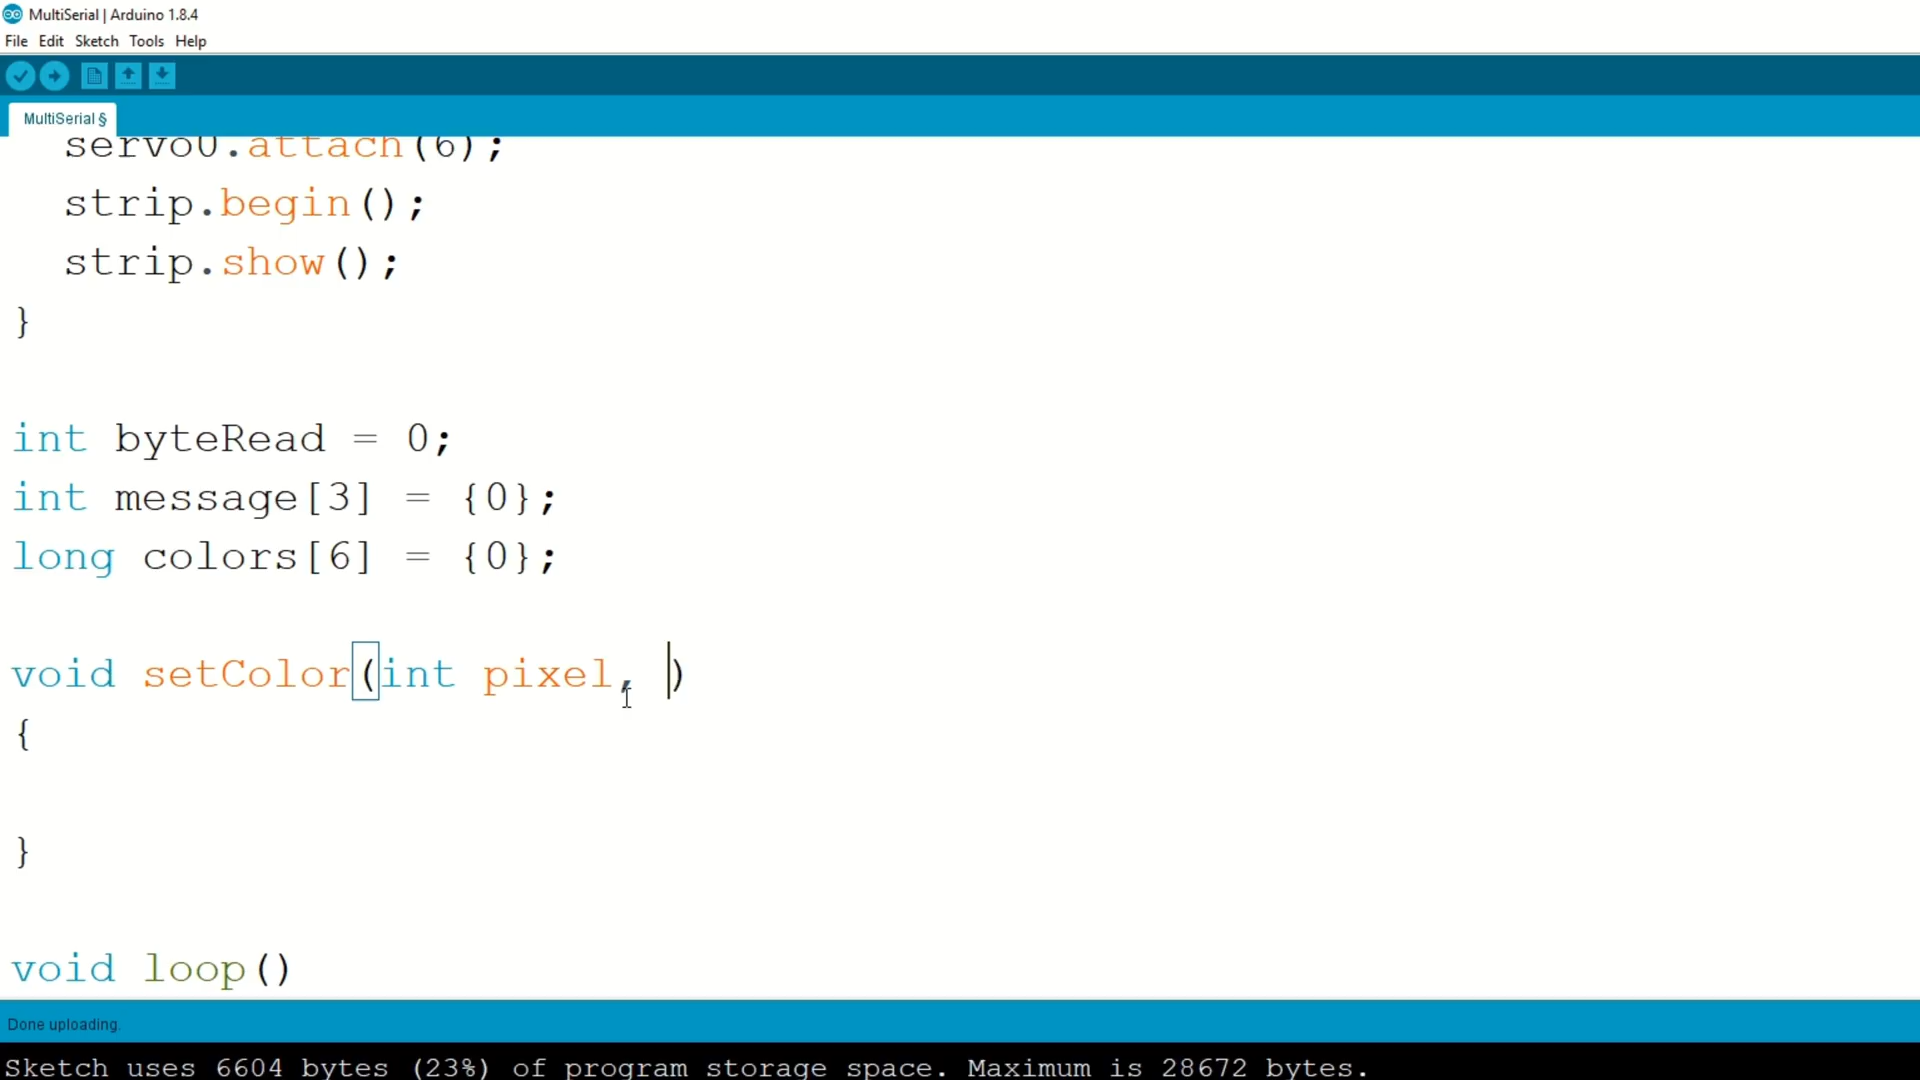 MultiSerial | Arduino 1.8.4
File Edit Sketch Tools Help
MultiSerial §
servo0.attach(6);
strip.begin();
strip.show();
}
int byteRead = 0;
int message[3] = {0};
long colors[6] = {0};
void setColor(int pixel, )
{
}
void loop()
Done uploading.
Sketch uses 6604 bytes (23%) of program storage space. Maximum is 28672 bytes.